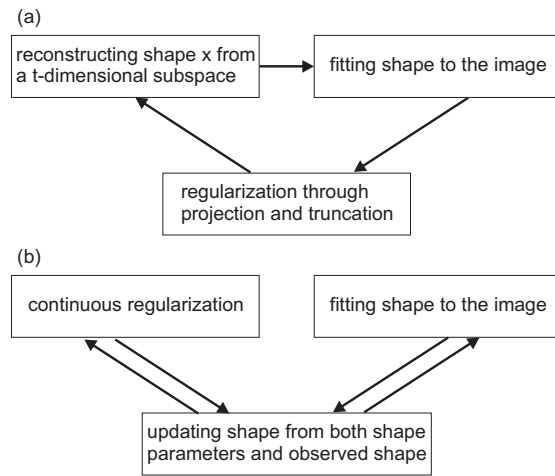 (a)
reconstructing shape x from
a t-dimensional subspace
fitting shape to the image
regularization through
projection and truncation
(b)
continuous regularization
fitting shape to the image
updating shape from both shape
parameters and observed shape